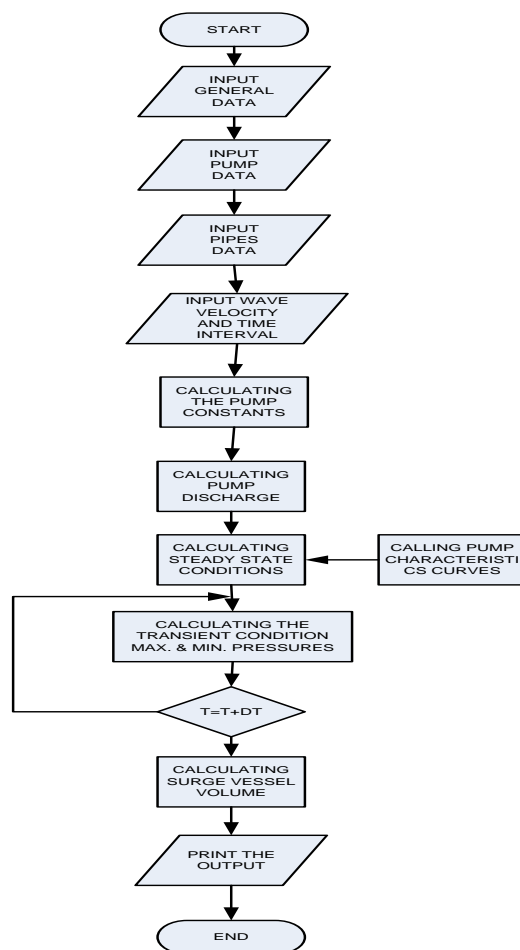 START
INPUT
GENERAL
DATA
INPUT
PUMP
DATA
INPUT
PIPES
DATA
INPUT WAVE
VELOCITY
AND TIME
INTERVAL
CALCULATING
THE PUMP
CONSTANTS
CALCULATING
PUMP
DISCHARGE
CALCULATING
STEADY STATE
CONDITIONS
CALLING PUMP
CHARACTERISTI
CS CURVES
CALCULATING THE
TRANSIENT CONDITION
MAX. & MIN. PRESSURES
T=T+DT
CALCULATING
SURGE VESSEL
VOLUME
PRINT THE
OUTPUT
END